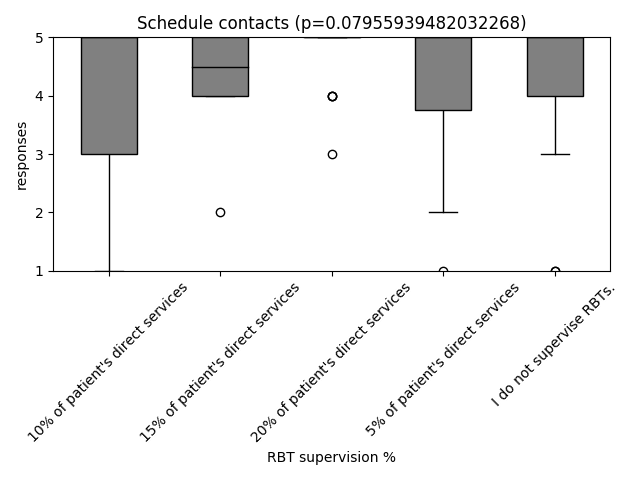 Schedule contacts (p=0.07955939482032268)
responses
5
4
3
2
1
10% of patient's direct services
15% of patient's direct services
20% of patient's direct services
5% of patient's direct services
I do not supervise RBTs.
RBT supervision %